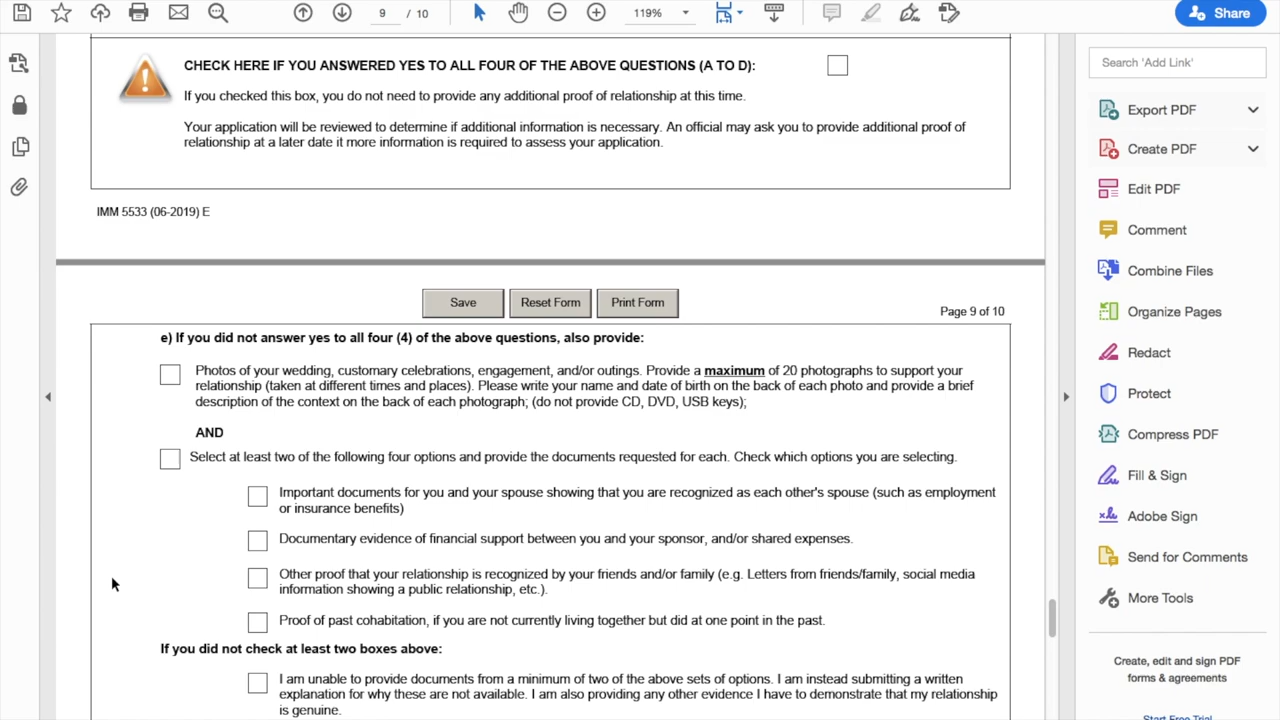 9 / 10
119%
Share
CHECK HERE IF YOU ANSWERED YES TO ALL FOUR OF THE ABOVE QUESTIONS (A TO D):
If you checked this box, you do not need to provide any additional proof of relationship at this time.
Your application will be reviewed to determine if additional information is necessary. An official may ask you to provide additional proof of
relationship at a later date it more information is required to assess your application.
IMM 5533 (06-2019) E
Save
Reset Form
Print Form
Page 9 of 10
e) If you did not answer yes to all four (4) of the above questions, also provide:
Photos of your wedding, customary celebrations, engagement, and/or outings. Provide a maximum of 20 photographs to support your
relationship (taken at different times and places). Please write your name and date of birth on the back of each photo and provide a brief
description of the context on the back of each photograph; (do not provide CD, DVD, USB keys);
AND
Select at least two of the following four options and provide the documents requested for each. Check which options you are selecting.
Important documents for you and your spouse showing that you are recognized as each other's spouse (such as employment
or insurance benefits)
Documentary evidence of financial support between you and your sponsor, and/or shared expenses.
Other proof that your relationship is recognized by your friends and/or family (e.g. Letters from friends/family, social media
information showing a public relationship, etc.).
Proof of past cohabitation, if you are not currently living together but did at one point in the past.
If you did not check at least two boxes above:
I am unable to provide documents from a minimum of two of the above sets of options. I am instead submitting a written
explanation for why these are not available. I am also providing any other evidence I have to demonstrate that my relationship
is genuine.
Search 'Add Link'
Export PDF
Create PDF
Edit PDF
Comment
Combine Files
Organize Pages
Redact
Protect
Compress PDF
Fill & Sign
Adobe Sign
Send for Comments
More Tools
Create, edit and sign PDF
forms & agreements
Start Free Trial